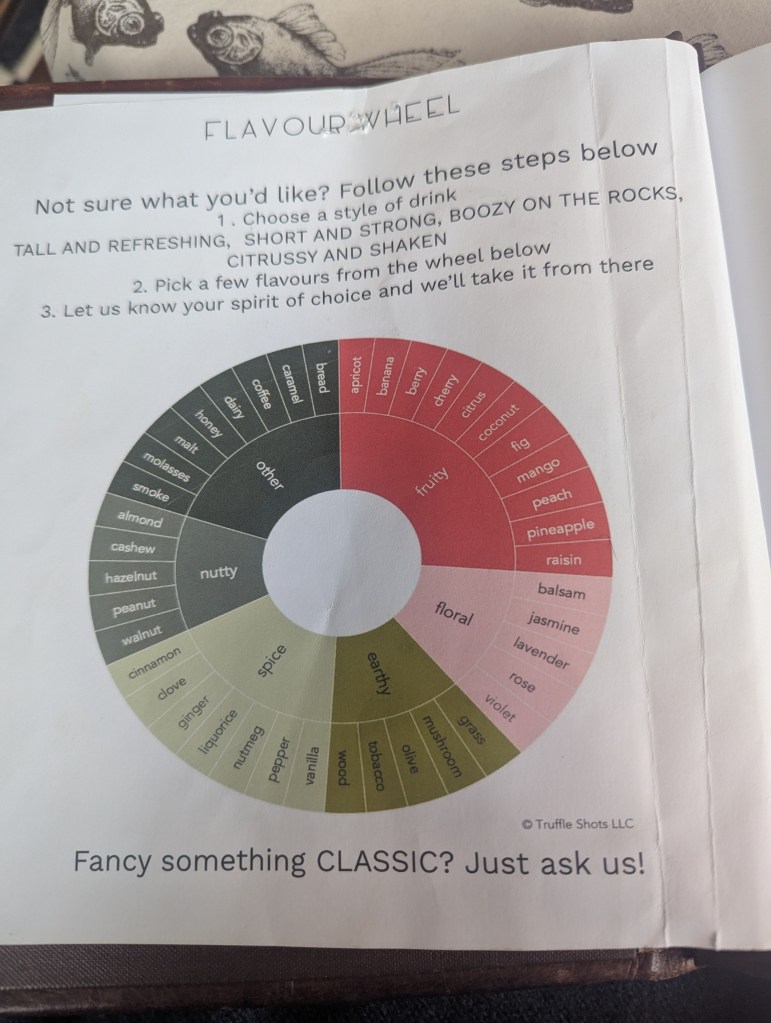 FLAVOUR WHEEL
Not sure what you'd like? Follow these steps below
1. Choose a style of drink
TALL AND REFRESHING, SHORT AND STRONG, BOOZY ON THE ROCKS,
CITRUSSY AND SHAKEN
2. Pick a few flavours from the wheel below
3. Let us know your spirit of choice and we'll take it from there
fruity
apricot
banana
berry
cherry
citrus
coconut
fig
mango
peach
pineapple
raisin
floral
balsam
jasmine
lavender
rose
violet
earthy
grass
mushroom
olive
tobacco
wood
spice
vanilla
pepper
nutmeg
liquorice
ginger
clove
cinnamon
nutty
walnut
peanut
hazelnut
cashew
almond
other
smoke
molasses
malt
honey
dairy
coffee
caramel
bread
© Truffle Shots LLC
Fancy something CLASSIC? Just ask us!